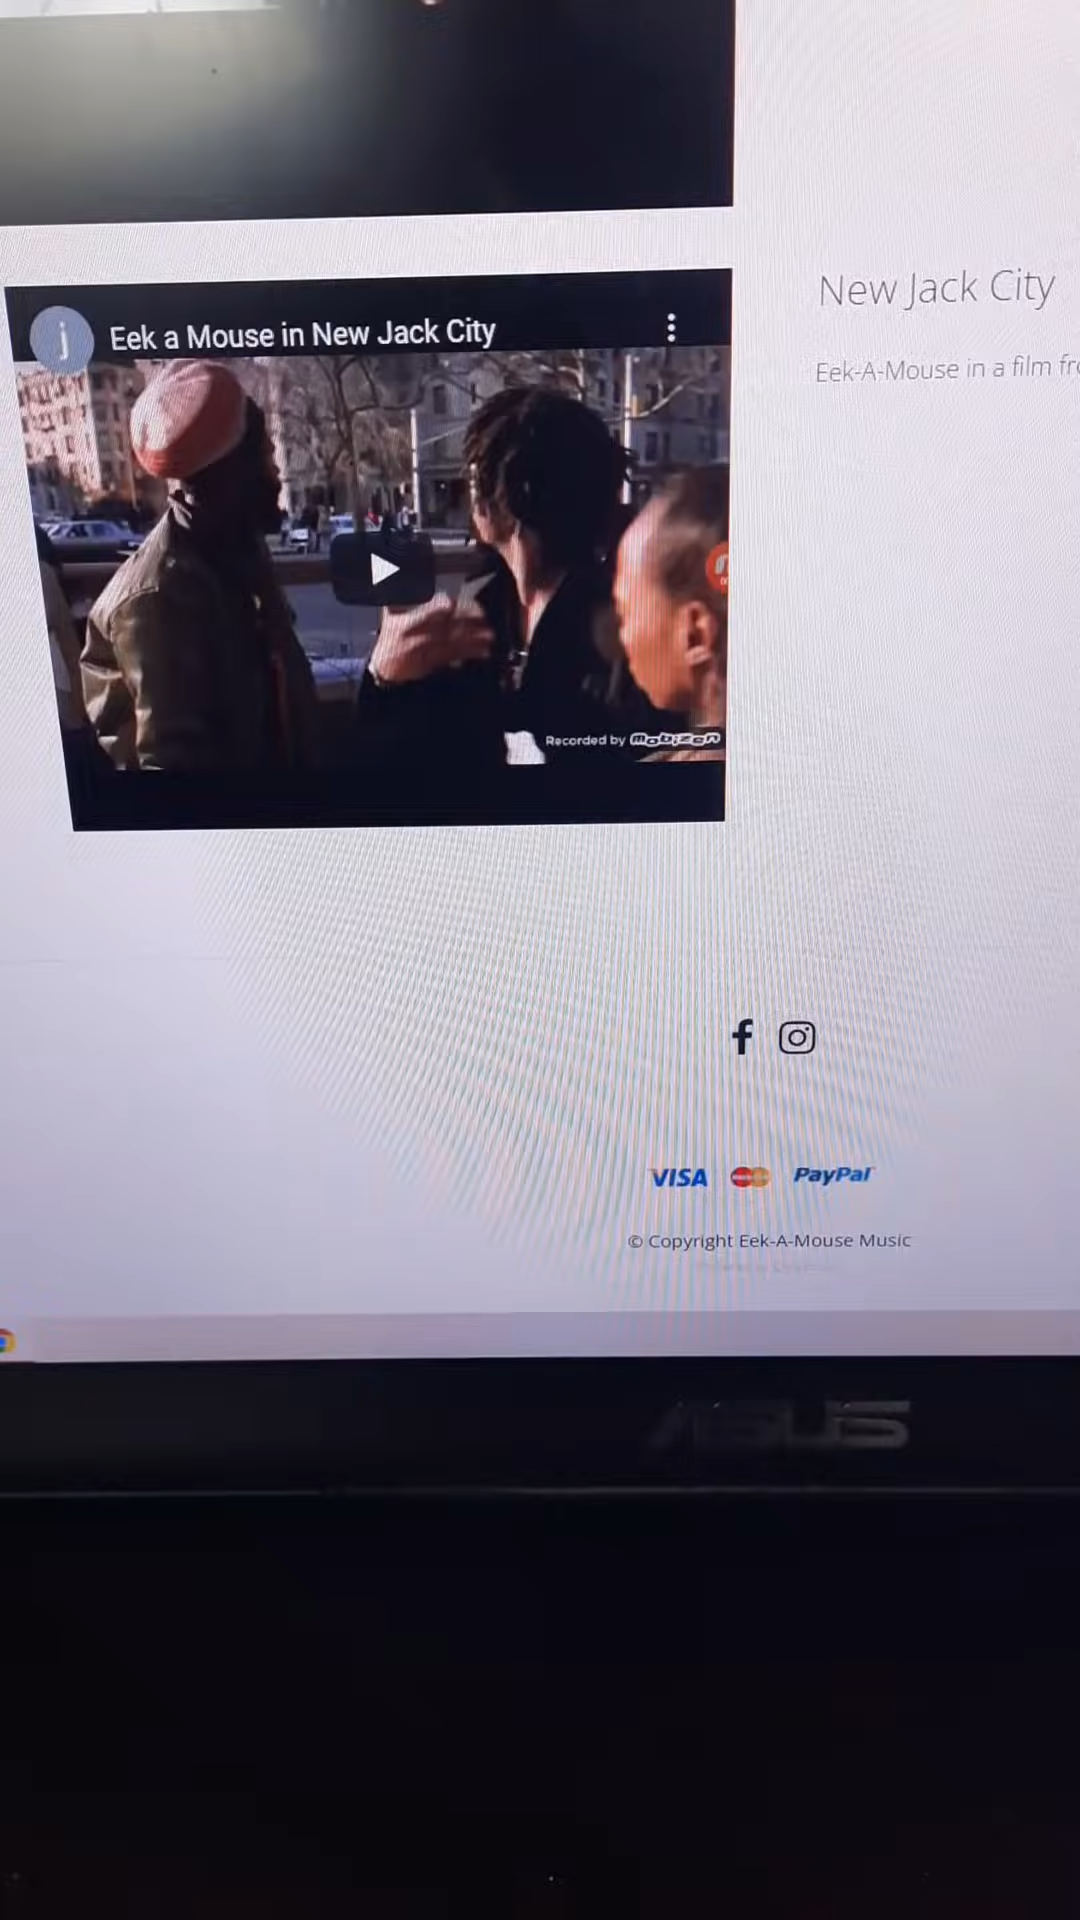 New Jack City
j
Eek a Mouse in New Jack City
Eek-A-Mouse in a film fr
Recorded by Mobizen
f
VISA PayPal
© Copyright Eek-A-Mouse Music
ASUS